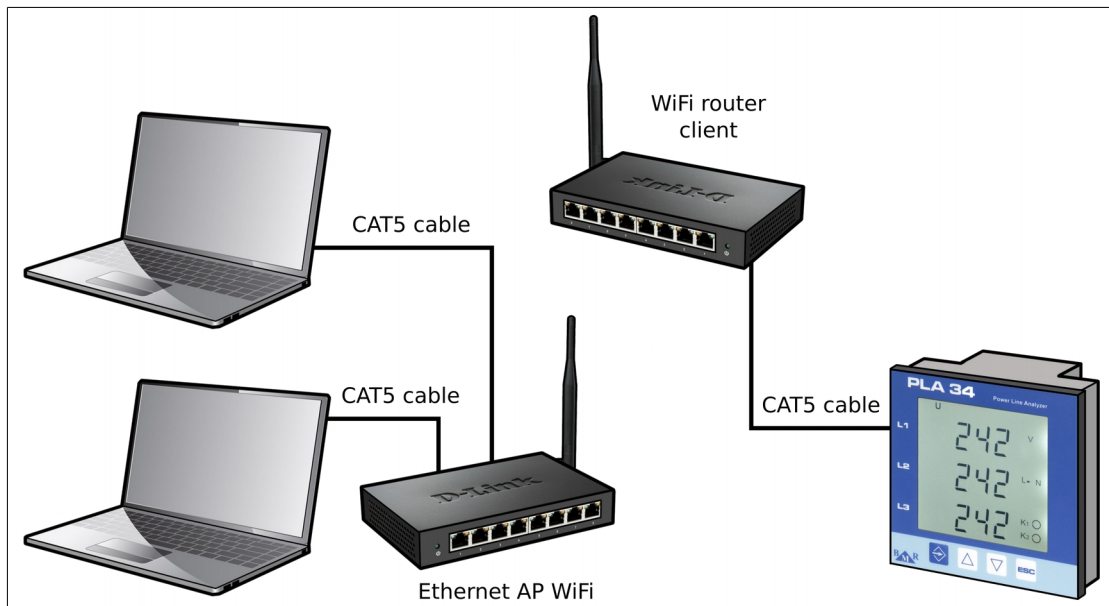 WiFi router
client
D-Link
CAT5 cable
CAT5 cable
D-Link
Ethernet AP WiFi
CAT5 cable
PLA 34
Power Line Analyzer
U
L1
242 V
L2
242 L- N
L3
242 K1
K2
BMR
ESC